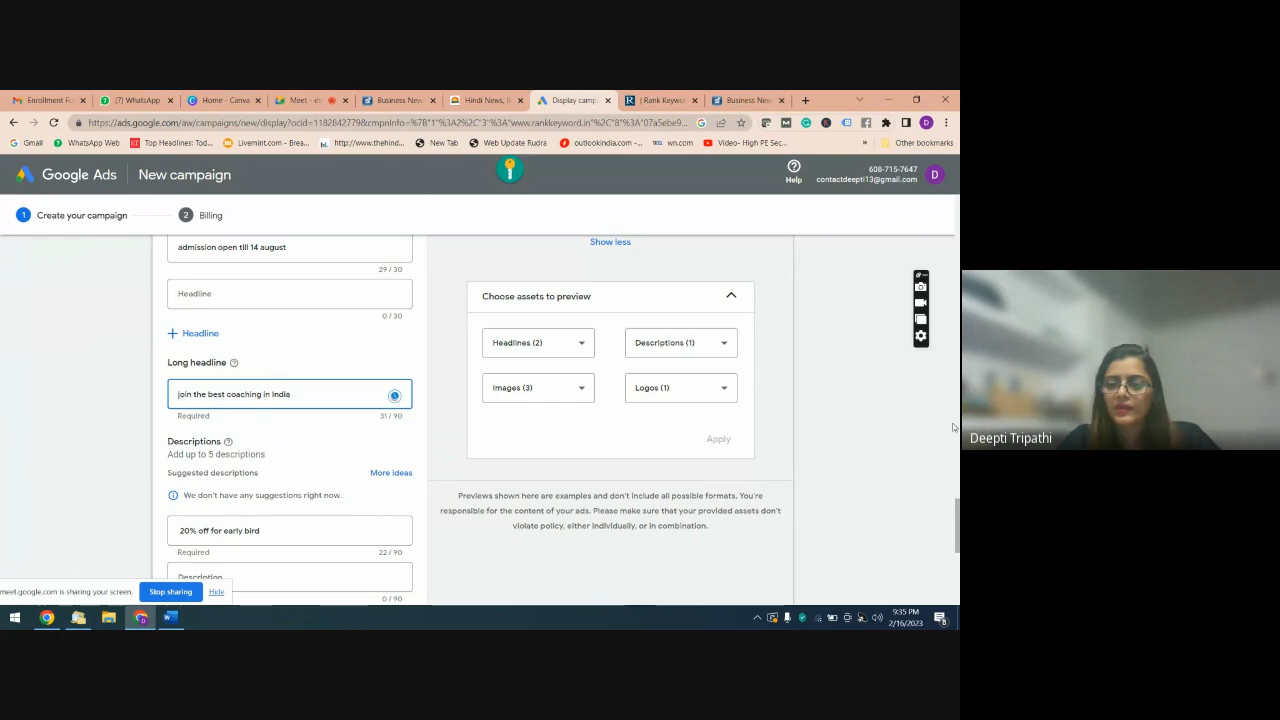 Enrollment Fo
(7) WhatsApp
Home - Canva
Meet – et
Business New
Hindi News, B
Display camp
| Rank Keywo
Business New
https://ads.google.com/aw/campaigns/new/display?ocid=1182842779&cmpnInfo=%7B"1"%3A2%2C"3"%3A"www.rankkeyword.in"%2C"8"%3A"07a5ebe9...
Gmail
WhatsApp Web
Top Headlines: Tod...
Livemint.com - Brea...
http://www.thehind...
New Tab
Web Update Rudra
outlookindia.com -...
wn.com
Video- High PE Sec...
»
Other bookmarks
Google Ads
New campaign
Help
608-715-7647
contactdeepti13@gmail.com
D
1 Create your campaign
2 Billing
admission open till 14 august
29 / 30
Headline
0 / 30
+ Headline
Long headline
join the best coaching in India
Required
31 / 90
Descriptions
Add up to 5 descriptions
Suggested descriptions
More ideas
We don't have any suggestions right now.
20% off for early bird
Required
22 / 90
Description
0 / 90
Show less
Choose assets to preview
Headlines (2)
Descriptions (1)
Images (3)
Logos (1)
Apply
Previews shown here are examples and don't include all possible formats. You're
responsible for the content of your ads. Please make sure that your provided assets don't
violate policy, either individually, or in combination.
meet.google.com is sharing your screen.
Stop sharing
Hide
9:35 PM
2/16/2023
Deepti Tripathi